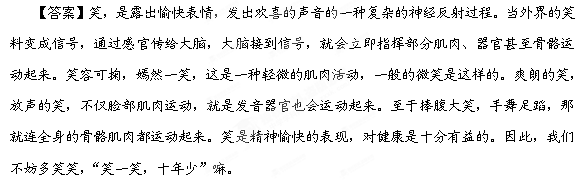 【答案】笑，是露出愉快表情，发出欢喜的声音的一种复杂的神经反射过程。当外界的笑
料变成信号，通过感官传给大脑，大脑接到信号，就会立即指挥部分肌肉、器官甚至骨骼运
动起来。笑容可掬，嫣然一笑，这是一种轻微的肌肉活动，一般的微笑是这样的。爽朗的笑，
放声的笑，不仅脸部肌肉运动，就是发音器官也会运动起来。至于捧腹大笑，手舞足蹈，那
就连全身的骨骼肌肉都运动起来。笑是精神愉快的表现，对健康是十分有益的。因此，我们
不妨多笑笑，“笑一笑，十年少”嘛。